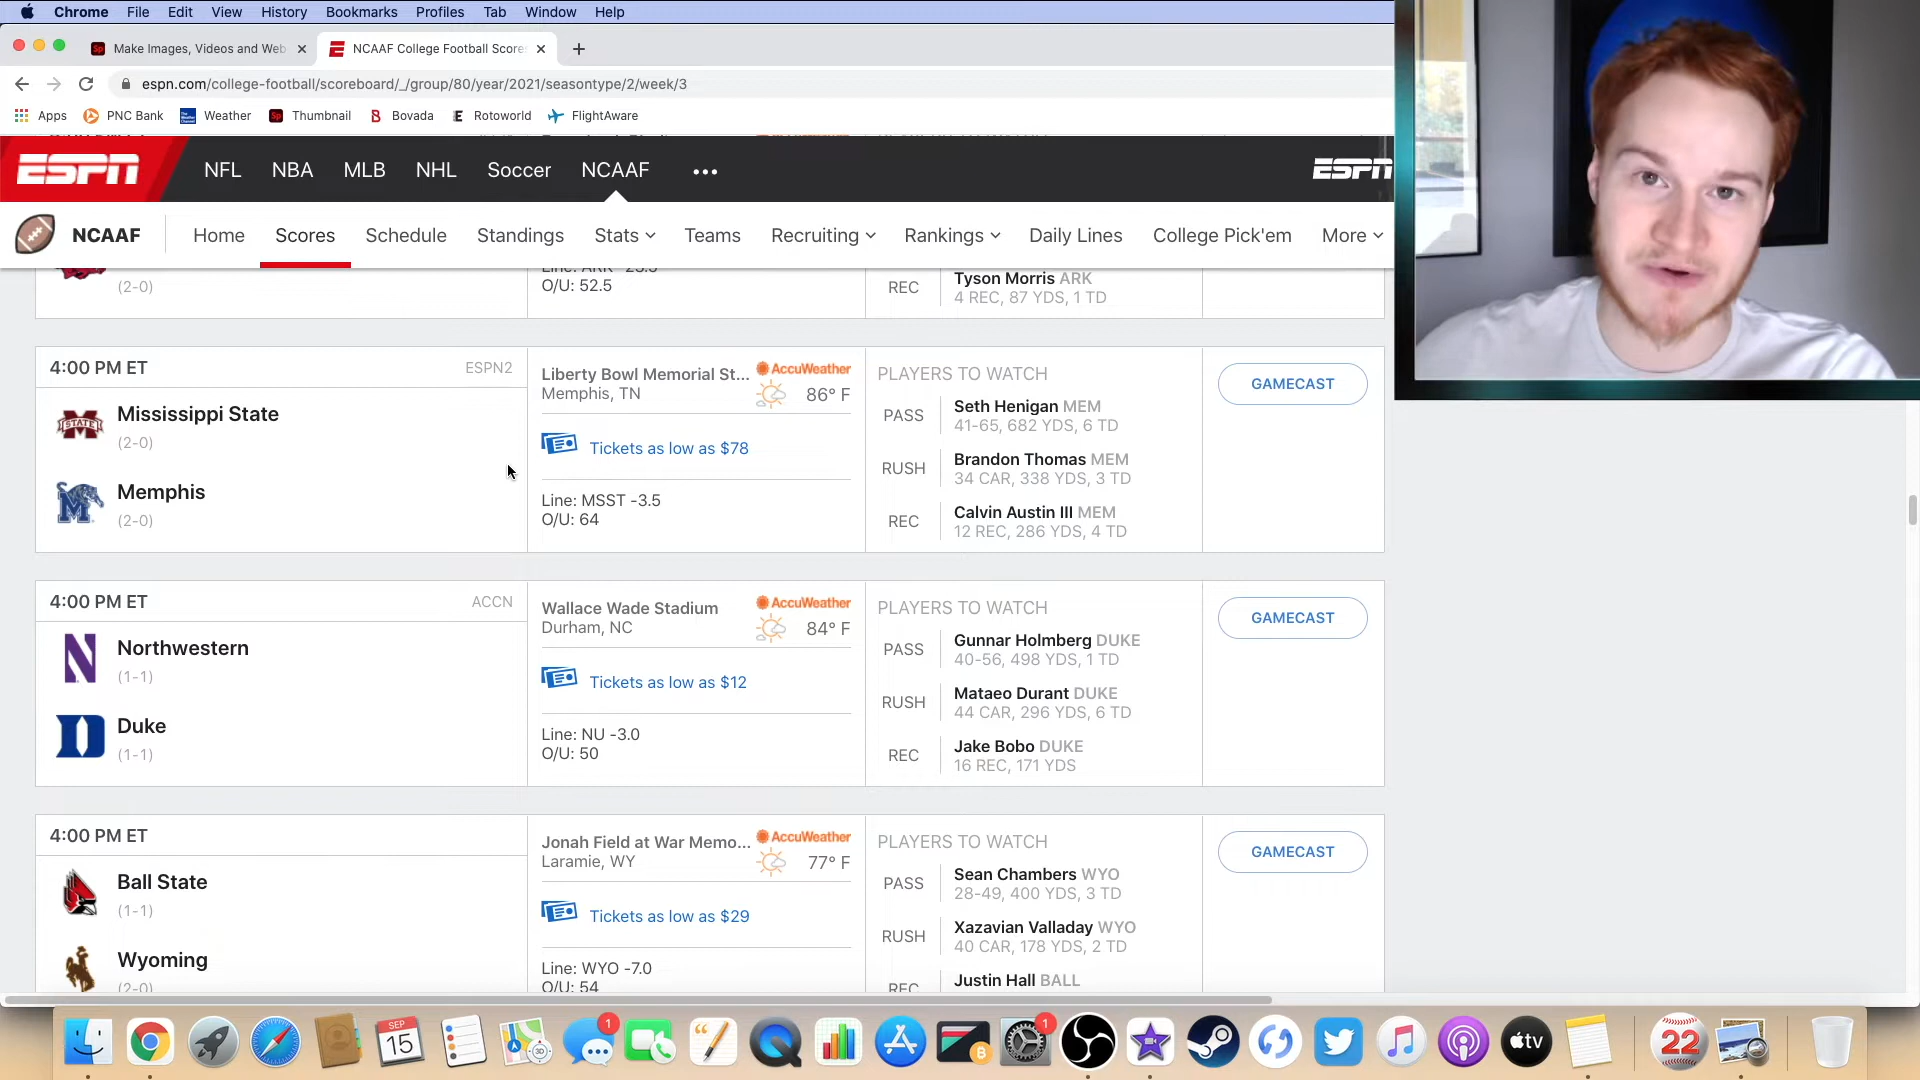 Chrome File Edit View History Bookmarks Profiles Tab Window Help
Sp Make Images, Videos and Web
NCAAF College Football Score
espn.com/college-football/scoreboard/_/group/80/year/2021/seasontype/2/week/3
Apps PNC Bank Weather Sp Thumbnail B Bovada E Rotoworld FlightAware
ESPN NFL NBA MLB NHL Soccer NCAAF ... ESPN
NCAAF Home Scores Schedule Standings Stats Teams Recruiting Rankings Daily Lines College Pick'em More
(2-0)
O/U: 52.5
REC
Tyson Morris ARK
4 REC, 87 YDS, 1 TD
4:00 PM ET ESPN2
STATE
Mississippi State
(2-0)
Memphis
(2-0)
Liberty Bowl Memorial St...
Memphis, TN
AccuWeather
86° F
Tickets as low as $78
Line: MSST -3.5
O/U: 64
PLAYERS TO WATCH
PASS
Seth Henigan MEM
41-65, 682 YDS, 6 TD
RUSH
Brandon Thomas MEM
34 CAR, 338 YDS, 3 TD
REC
Calvin Austin III MEM
12 REC, 286 YDS, 4 TD
GAMECAST
4:00 PM ET ACCN
N
Northwestern
(1-1)
D
Duke
(1-1)
Wallace Wade Stadium
Durham, NC
AccuWeather
84° F
Tickets as low as $12
Line: NU -3.0
O/U: 50
PLAYERS TO WATCH
PASS
Gunnar Holmberg DUKE
40-56, 498 YDS, 1 TD
RUSH
Mataeo Durant DUKE
44 CAR, 296 YDS, 6 TD
REC
Jake Bobo DUKE
16 REC, 171 YDS
GAMECAST
4:00 PM ET
Ball State
(1-1)
Wyoming
(2-0)
Jonah Field at War Memo...
Laramie, WY
AccuWeather
77° F
Tickets as low as $29
Line: WYO -7.0
O/U: 54
PLAYERS TO WATCH
PASS
Sean Chambers WYO
28-49, 400 YDS, 3 TD
RUSH
Xazavian Valladay WYO
40 CAR, 178 YDS, 2 TD
REC
Justin Hall BALL
GAMECAST
SEP
15
3D
1
1
tv
22